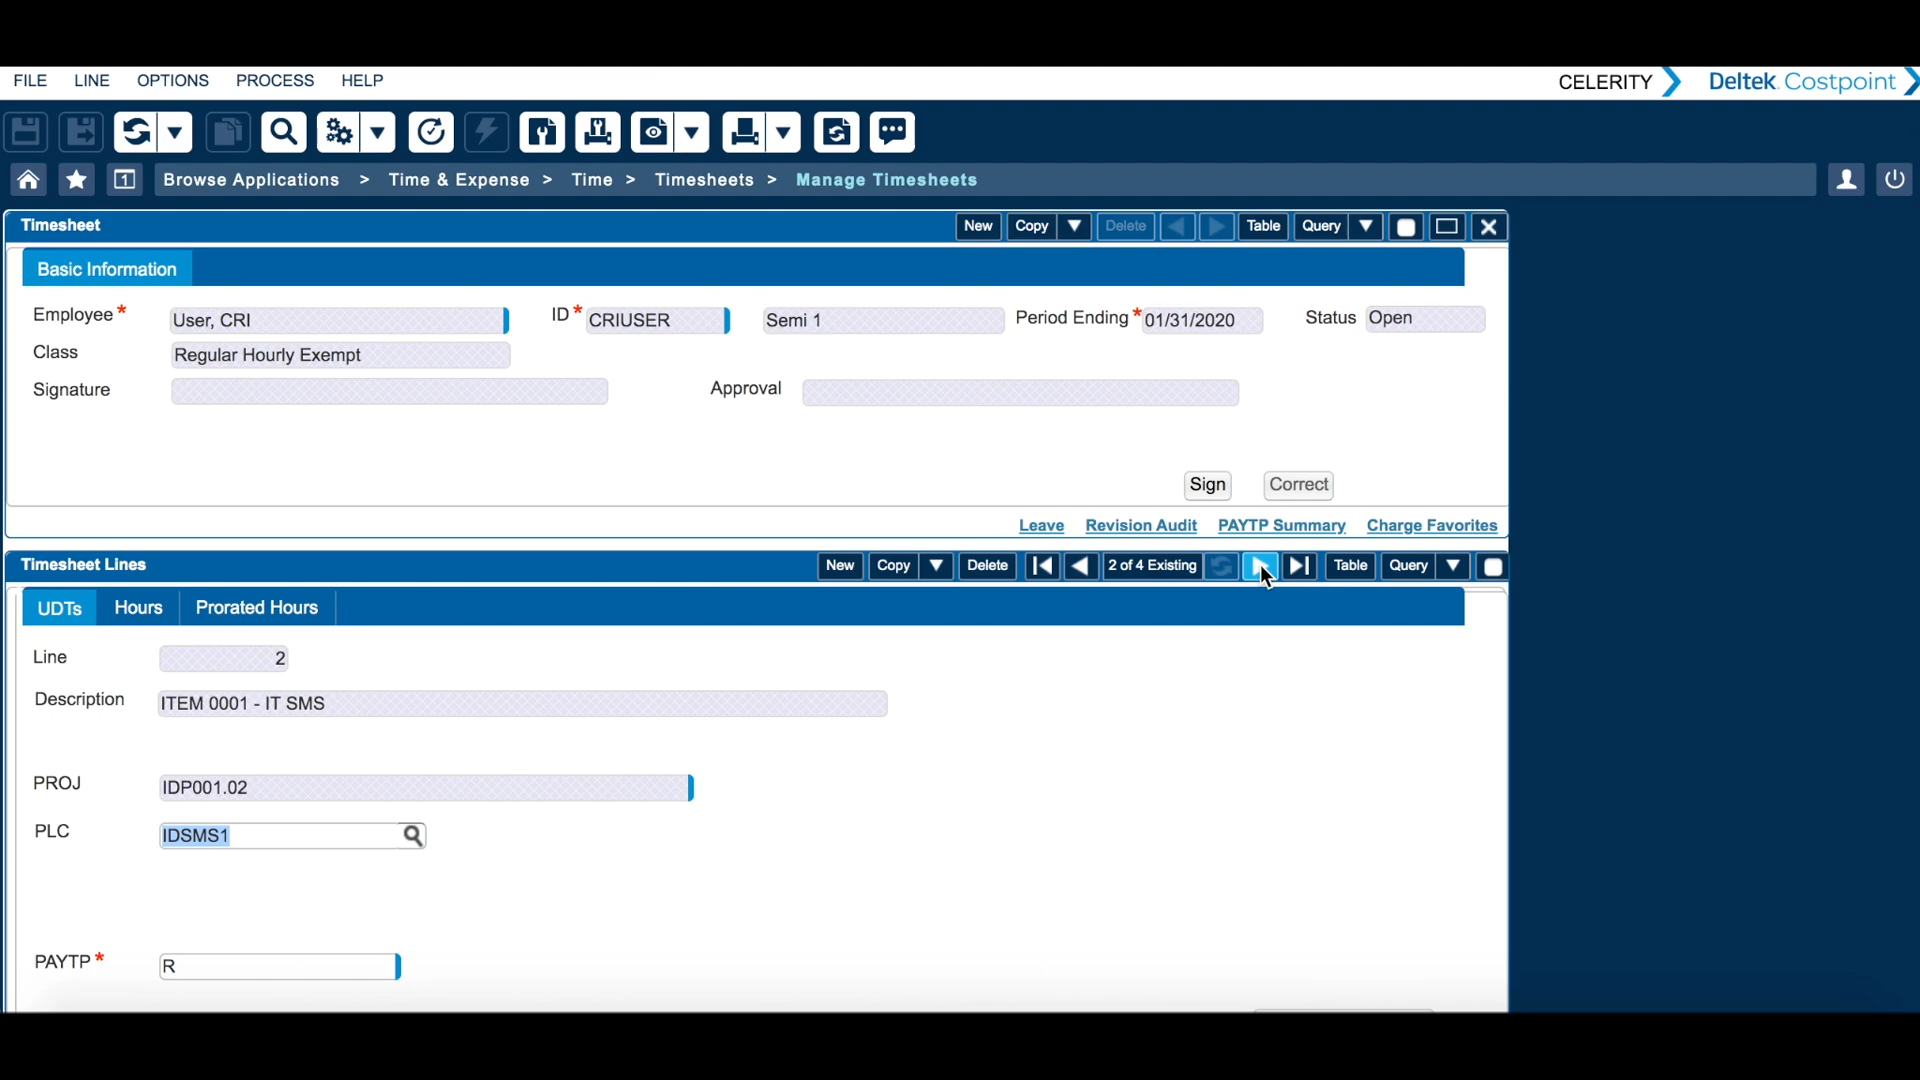 FILE LINE OPTIONS PROCESS HELP CELERITY Deltek Costpoint
1 Browse Applications > Time & Expense > Time > Timesheets > Manage Timesheets
Timesheet New Copy Delete Table Query
Basic Information
Employee * User, CRI ID * CRIUSER Semi 1 Period Ending * 01/31/2020 Status Open
Class Regular Hourly Exempt
Signature Approval
Sign Correct
Leave Revision Audit PAYTP Summary Charge Favorites
Timesheet Lines New Copy Delete 2 of 4 Existing Table Query
UDTs Hours Prorated Hours
Line 2
Description ITEM 0001 - IT SMS
PROJ IDP001.02
PLC IDSMS1
PAYTP * R